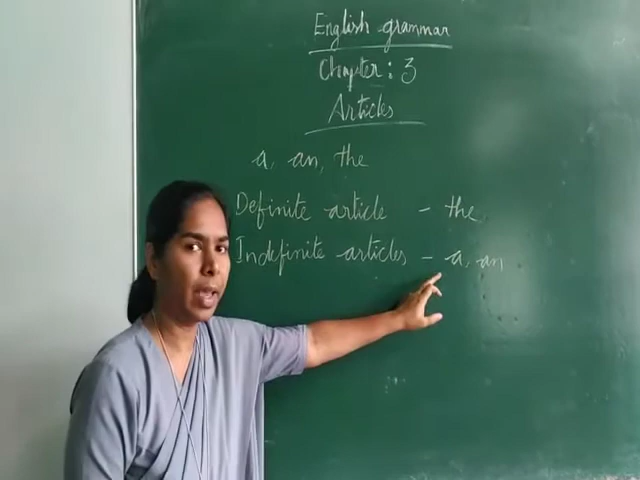 English grammar
Chapter : 3
Articles
a, an, the
Definite article - the
Indefinite articles - a, an